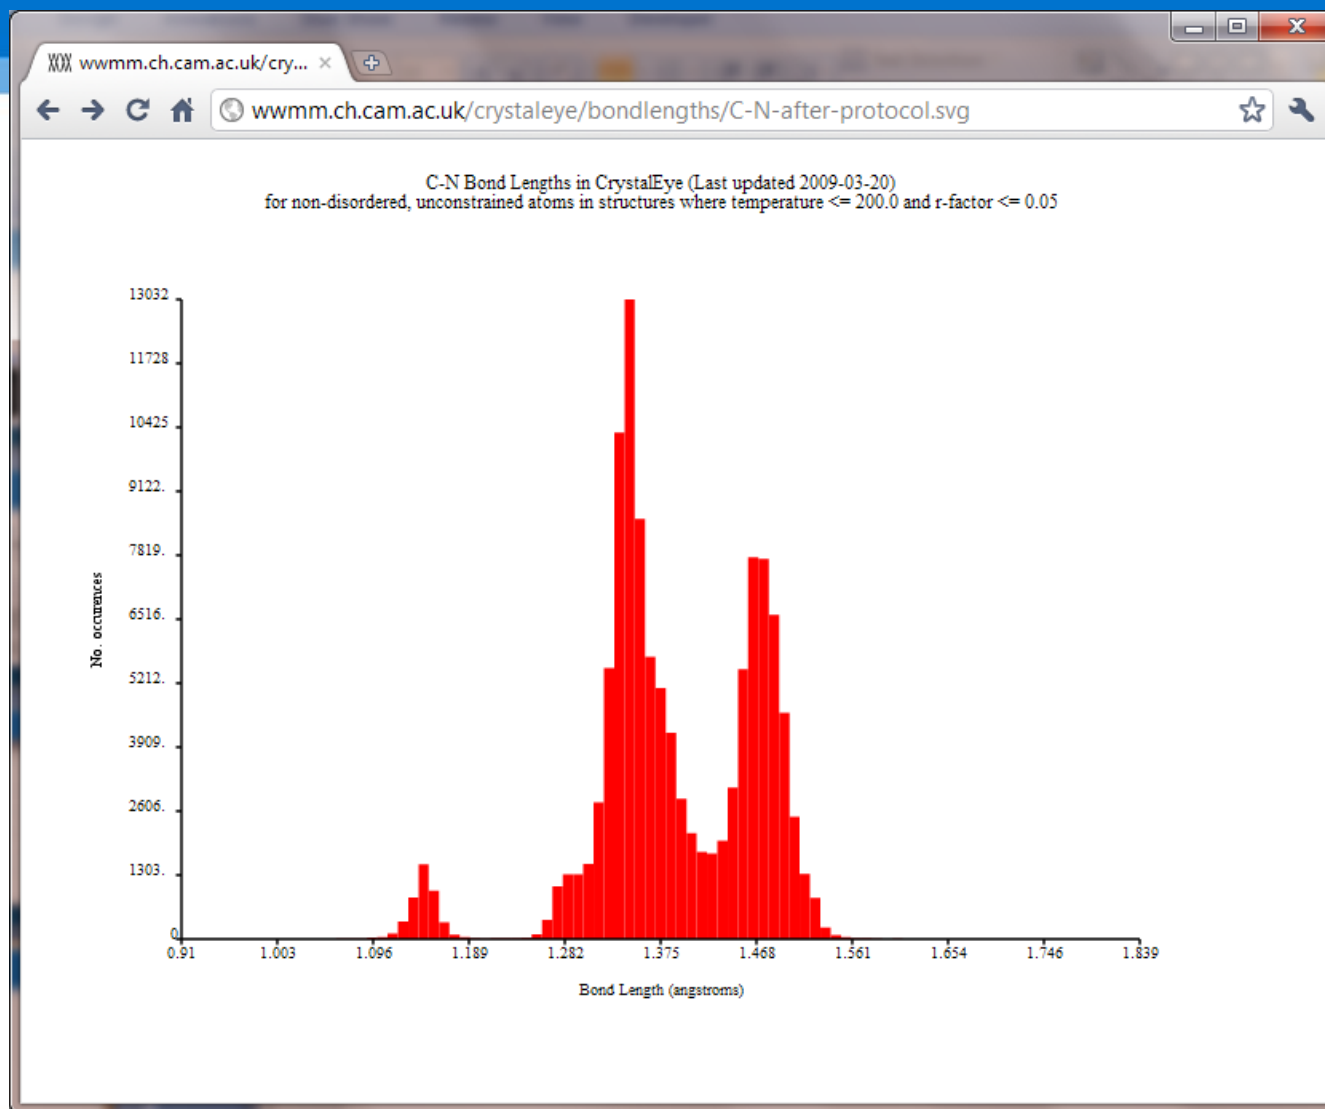 wwmm.ch.cam.ac.uk/cry...
wwmm.ch.cam.ac.uk/crystaleye/bondlengths/C-N-after-protocol.svg
C-N Bond Lengths in CrystalEye (Last updated 2009-03-20)
for non-disordered, unconstrained atoms in structures where temperature <= 200.0 and r-factor <= 0.05
13032
11728
10425
9122.
7819.
6516.
5212.
3909.
2606.
1303.
0
No. occurences
0.91 1.003 1.096 1.189 1.282 1.375 1.468 1.561 1.654 1.746 1.839
Bond Length (angstroms)